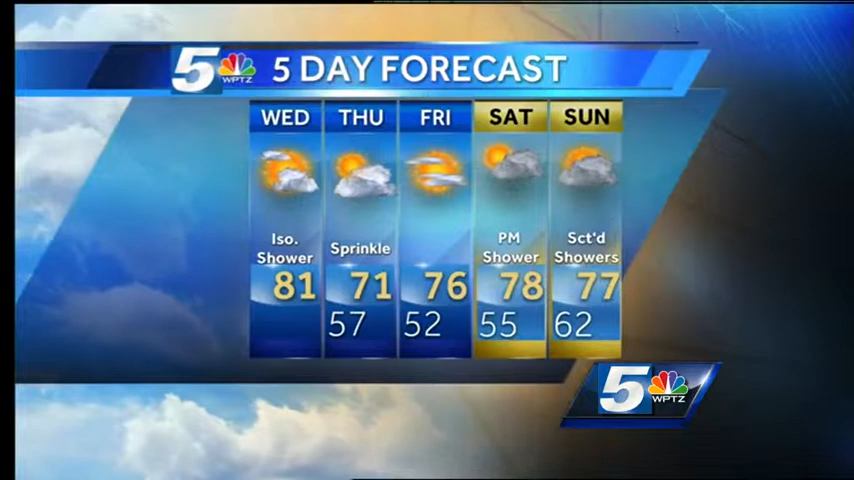 5 WPTZ 5 DAY FORECAST
WED THU FRI SAT SUN
Iso. Shower Sprinkle PM Shower Sct'd Showers
81 71 76 78 77
57 52 55 62
5 WPTZ